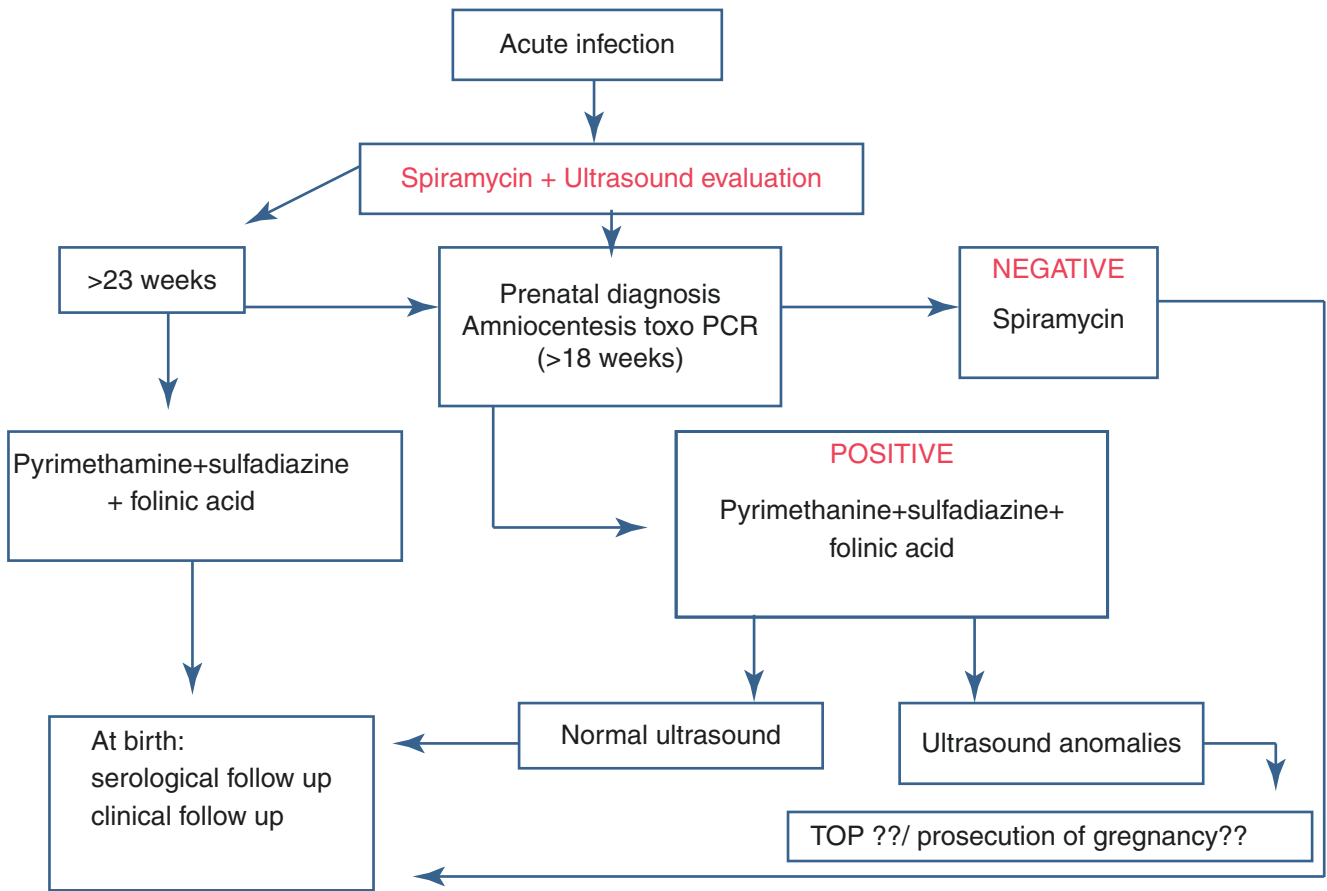 Acute infection
Spiramycin + Ultrasound evaluation
>23 weeks
Prenatal diagnosis
Amniocentesis toxo PCR
(>18 weeks)
NEGATIVE
Spiramycin
Pyrimethamine+sulfadiazine
+ folinic acid
POSITIVE
Pyrimethanine+sulfadiazine+
folinic acid
Normal ultrasound
Ultrasound anomalies
At birth:
serological follow up
clinical follow up
TOP ??/ prosecution of gregnancy??